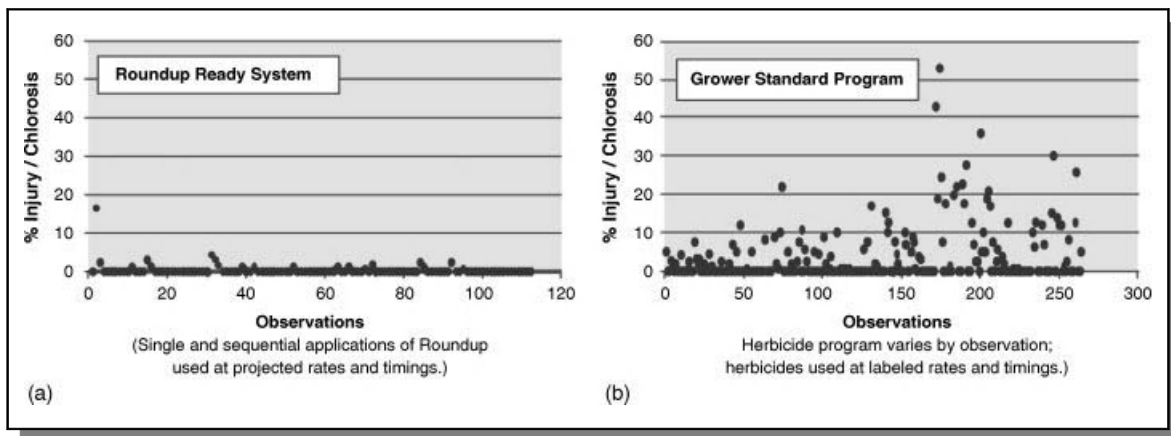 Roundup Ready System
% Injury / Chlorosis
60
50
40
30
20
10
0
0 20 40 60 80 100 120
Observations
(Single and sequential applications of Roundup
used at projected rates and timings.)
(a)
Grower Standard Program
% Injury / Chlorosis
60
50
40
30
20
10
0
0 50 100 150 200 250 300
Observations
Herbicide program varies by observation;
herbicides used at labeled rates and timings.)
(b)